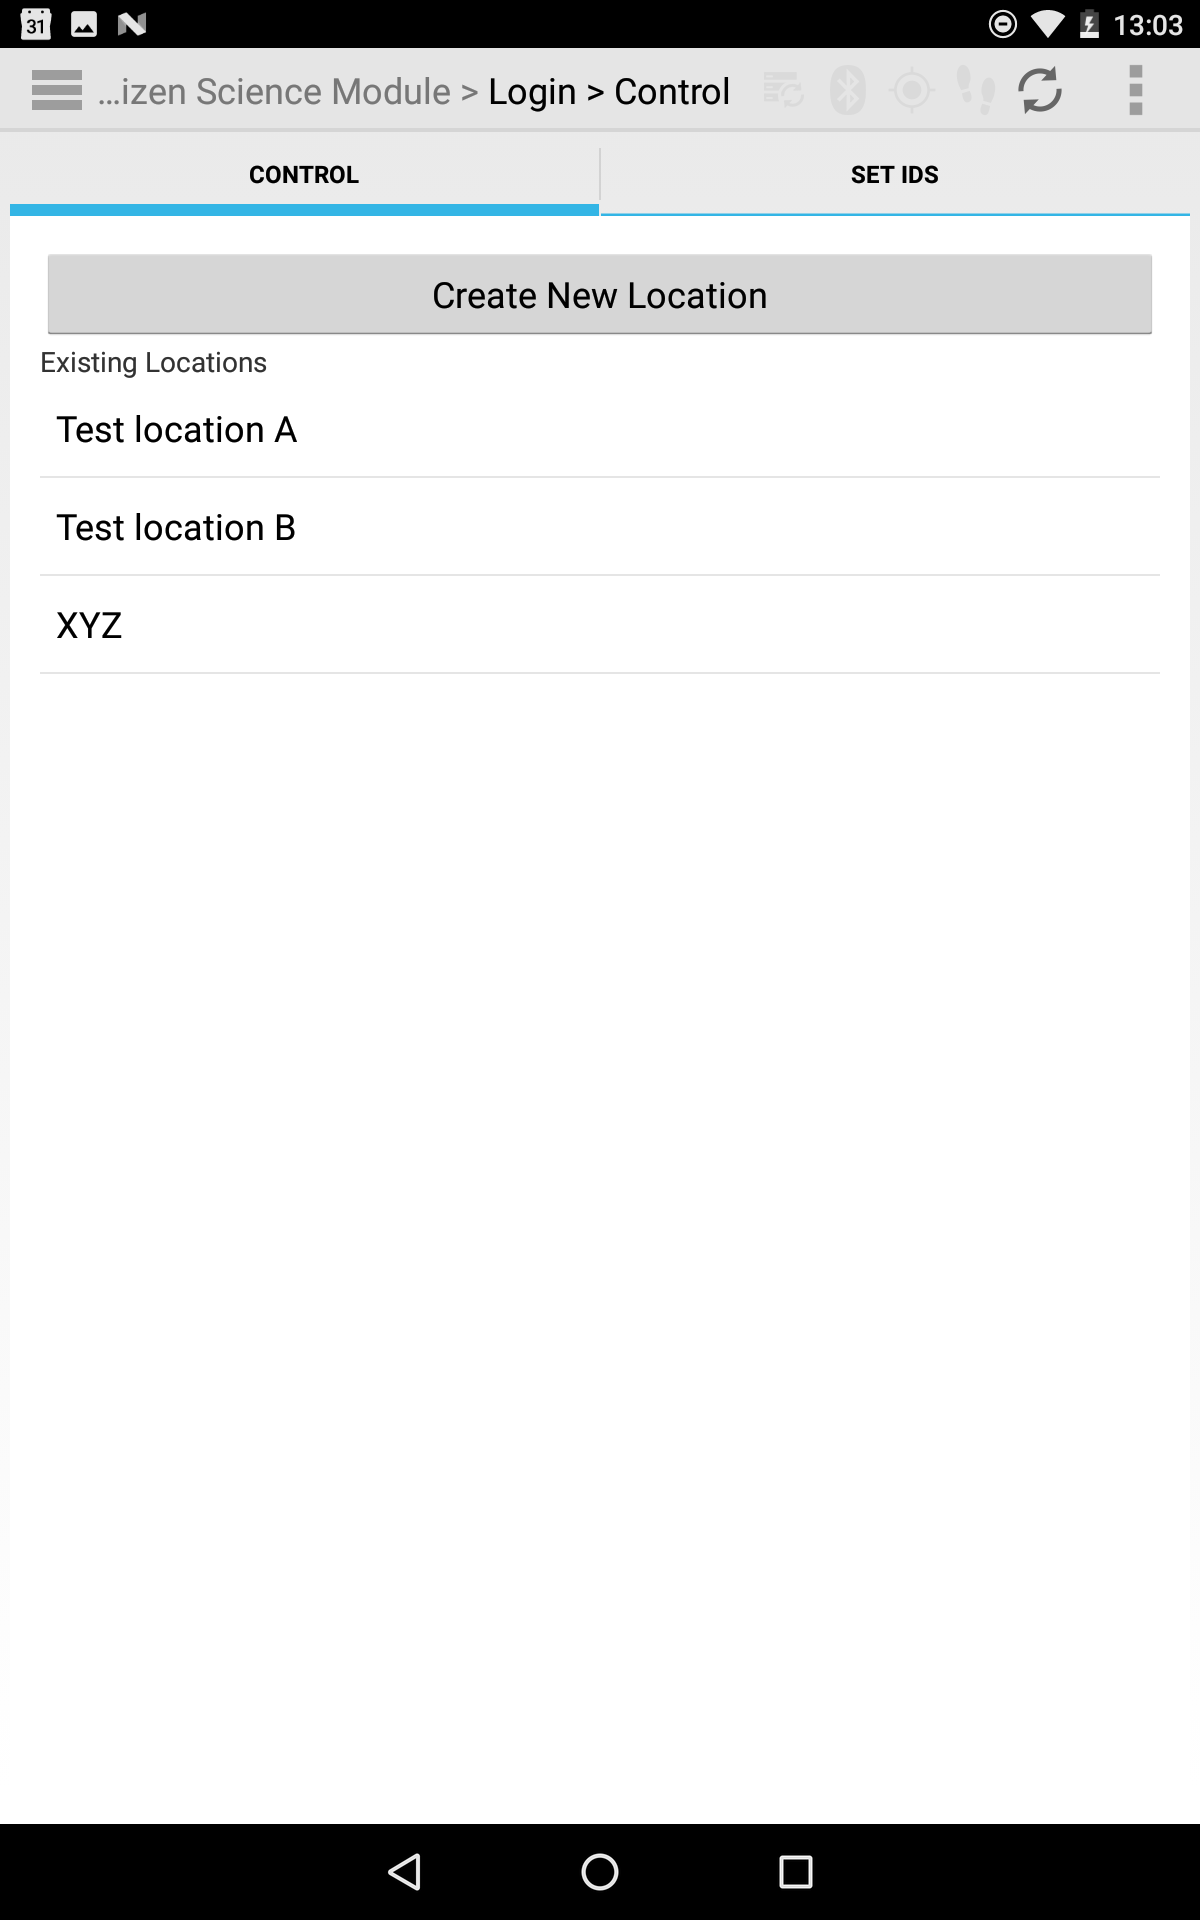 31
13:03
...izen Science Module > Login > Control
CONTROL
SET IDS
Create New Location
Existing Locations
Test location A
Test location B
XYZ